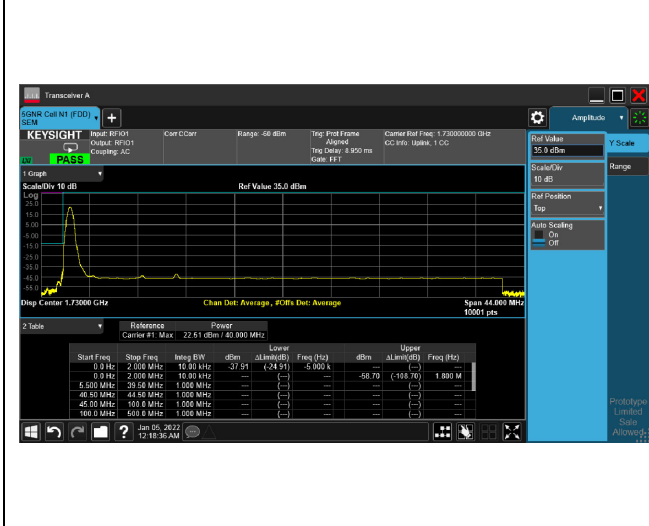 Transceiver A
5GNR Cell N1 (FDD)
SEM
Amplitude
KEYSIGHT
Input: RFIO1
Output: RFIO1
Coupling: AC
Corr CCorr
Range: -60 dBm
Trig: Prot Frame
Aligned
Trig Delay: 8.950 ms
Gate: FFT
Carrier Ref Freq: 1.730000000 GHz
CC Info: Uplink, 1 CC
PASS
Ref Value
35.0 dBm
Y Scale
Scale/Div
10 dB
Range
Ref Position
Top
Auto Scaling
On
Off
1 Graph
Scale/Div 10 dB
Ref Value 35.0 dBm
Log
25.0
15.0
5.00
-5.00
-15.0
-25.0
-35.0
-45.0
-55.0
Disp Center 1.73000 GHz
Chan Det: Average, #Offs Det: Average
Span 44.000 MHz
10001 pts
2 Table
Reference Power
Carrier #1: Max 22.51 dBm / 40.000 MHz
Lower Upper
Start Freq Stop Freq Integ BW dBm ΔLimit(dB) Freq (Hz) dBm ΔLimit(dB) Freq (Hz)
0.0 Hz 2.000 MHz 10.00 kHz -37.91 (-24.91) -5.000 k --- (---) ---
0.0 Hz 2.000 MHz 10.00 kHz --- (---) --- -58.70 (-108.70) 1.800 M
5.500 MHz 39.50 MHz 1.000 MHz --- (---) --- --- (---) ---
40.50 MHz 44.50 MHz 1.000 MHz --- (---) --- --- (---) ---
45.00 MHz 100.0 MHz 1.000 MHz --- (---) --- --- (---) ---
100.0 MHz 500.0 MHz 1.000 MHz --- (---) --- --- (---) ---
Prototype
Limited
Sale
Allowed
Jan 05, 2022
12:18:36 AM